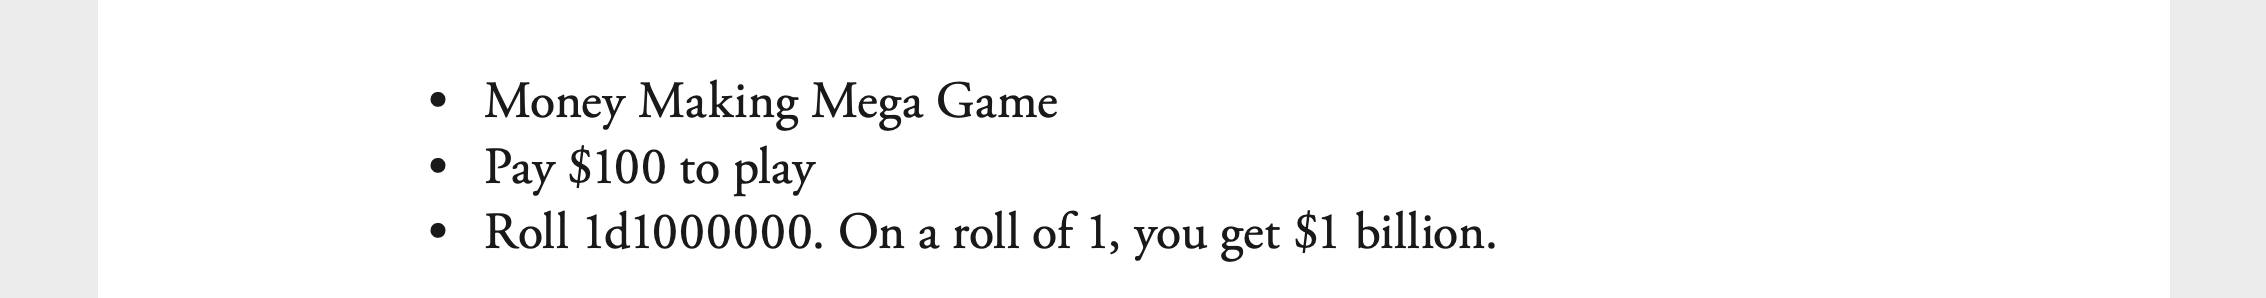 • Money Making Mega Game
• Pay $100 to play
• Roll 1d1000000. On a roll of 1, you get $1 billion.